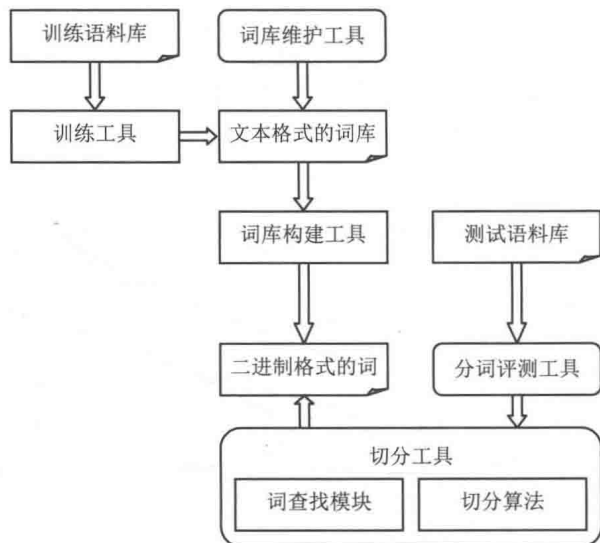 训练语料库
词库维护工具
训练工具
文本格式的词库
词库构建工具
测试语料库
二进制格式的词
分词评测工具
切分工具
词查找模块
切分算法